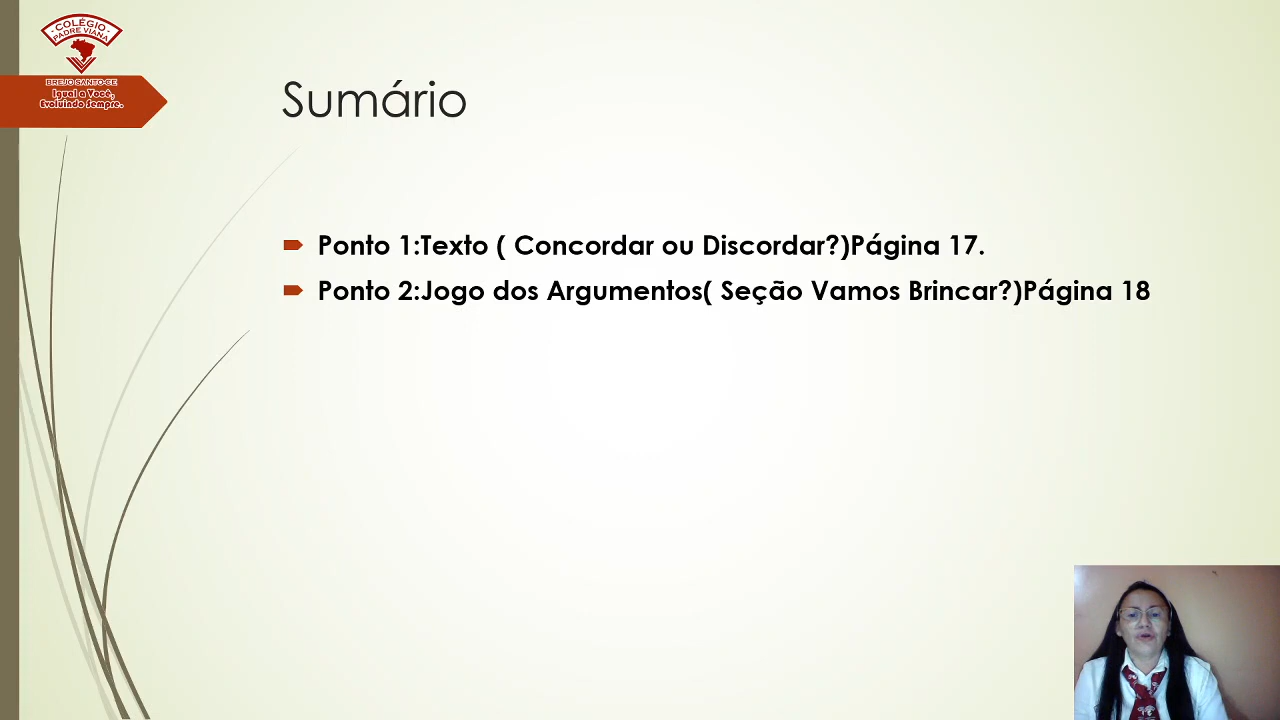 COLÉGIO
PADRE VIANA
BREJO SANTO-CE
Igual a Você,
Evoluindo Sempre.
Sumário
Ponto 1:Texto ( Concordar ou Discordar?)Página 17.
Ponto 2:Jogo dos Argumentos( Seção Vamos Brincar?)Página 18